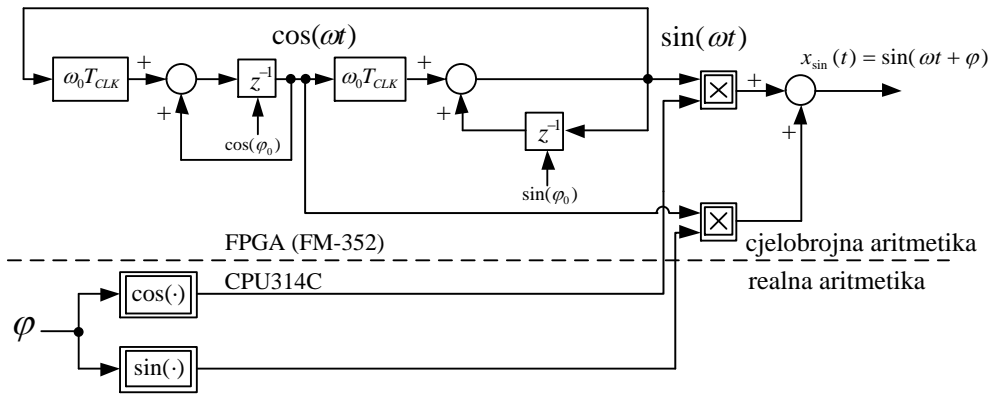 cos(ωt)
sin(ωt)
x_sin(t) = sin(ωt + φ)
ω₀T_CLK
+
+
z⁻¹
cos(φ₀)
ω₀T_CLK
+
+
z⁻¹
sin(φ₀)
×
×
+
+
FPGA (FM-352)
cjelobrojna aritmetika
CPU314C
realna aritmetika
φ
cos(·)
sin(·)